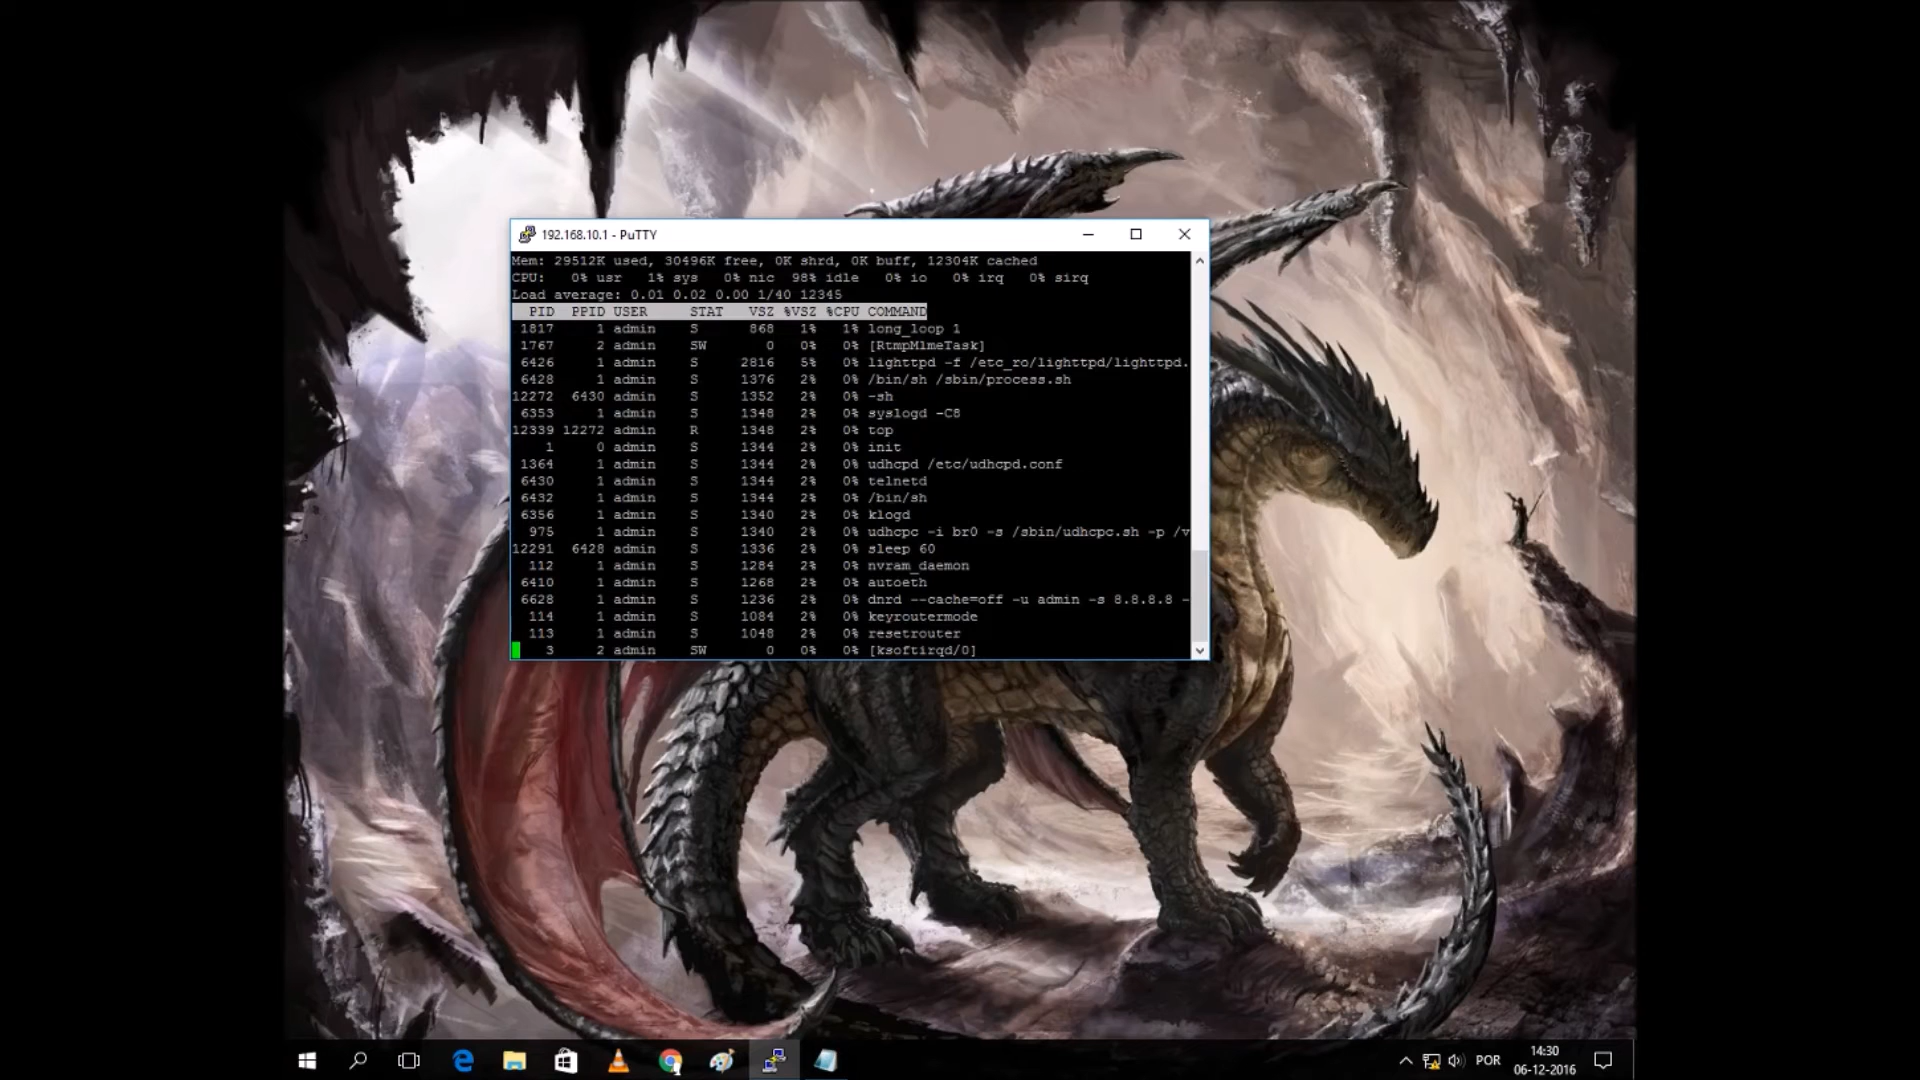 192.168.10.1 - PuTTY
Mem: 29512K used, 30496K free, 0K shrd, 0K buff, 12304K cached
CPU:   0% usr   1% sys   0% nic  98% idle   0% io   0% irq   0% sirq
Load average: 0.01 0.02 0.00 1/40 12345
  PID  PPID USER     STAT   VSZ %VSZ %CPU COMMAND
 1817     1 admin    S      868   1%   1% long_loop 1
 1767     2 admin    SW       0   0%   0% [RtmpMlmeTask]
 6426     1 admin    S     2816   5%   0% lighttpd -f /etc_ro/lighttpd/lighttpd.
 6428     1 admin    S     1376   2%   0% /bin/sh /sbin/process.sh
12272  6430 admin    S     1352   2%   0% -sh
 6353     1 admin    S     1348   2%   0% syslogd -C8
12339 12272 admin    R     1348   2%   0% top
    1     0 admin    S     1344   2%   0% init
 1364     1 admin    S     1344   2%   0% udhcpd /etc/udhcpd.conf
 6430     1 admin    S     1344   2%   0% telnetd
 6432     1 admin    S     1344   2%   0% /bin/sh
 6356     1 admin    S     1340   2%   0% klogd
  975     1 admin    S     1340   2%   0% udhcpc -i br0 -s /sbin/udhcpc.sh -p /v
12291  6428 admin    S     1336   2%   0% sleep 60
  112     1 admin    S     1284   2%   0% nvram_daemon
 6410     1 admin    S     1268   2%   0% autoeth
 6628     1 admin    S     1236   2%   0% dnrd --cache=off -u admin -s 8.8.8.8 -
  114     1 admin    S     1084   2%   0% keyroutermode
  113     1 admin    S     1048   2%   0% resetrouter
    3     2 admin    SW       0   0%   0% [ksoftirqd/0]
POR
14:30
06-12-2016